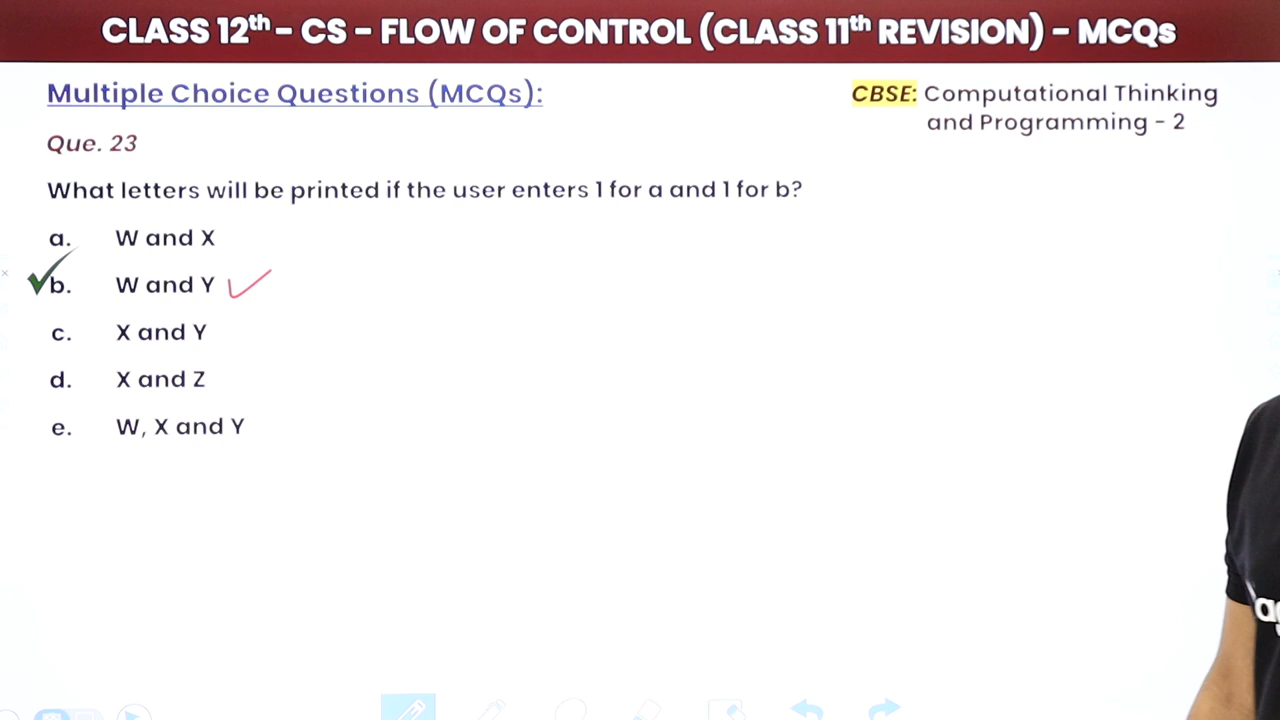 CLASS 12th – CS – FLOW OF CONTROL (CLASS 11th REVISION) – MCQs
Multiple Choice Questions (MCQs):
CBSE: Computational Thinking
and Programming - 2
Que. 23
What letters will be printed if the user enters 1 for a and 1 for b?
a. W and X
b. W and Y
c. X and Y
d. X and Z
e. W, X and Y